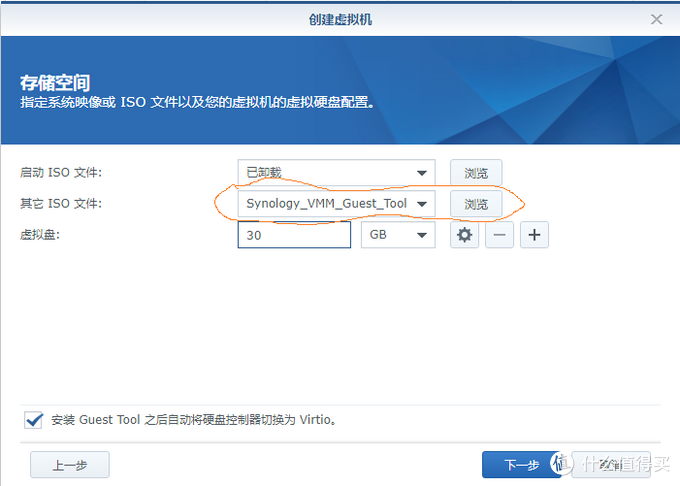 创建虚拟机
存储空间
指定系统映像或 ISO 文件以及您的虚拟机的虚拟硬盘配置。
启动 ISO 文件: 已卸载 浏览
其它 ISO 文件: Synology_VMM_Guest_Tool 浏览
虚拟盘: 30 GB
安装 Guest Tool 之后自动将硬盘控制器切换为 Virtio。
上一步 下一步 取消
值 什么值得买